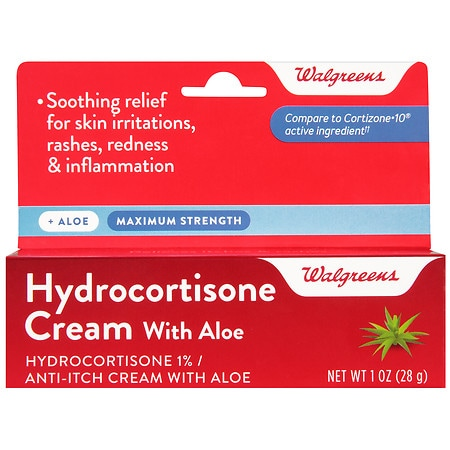 Walgreens
•Soothing relief
for skin irritations,
rashes, redness
& inflammation
Compare to Cortizone•10®
active ingredient††
+ ALOE
MAXIMUM STRENGTH
Walgreens
Hydrocortisone
Cream With Aloe
HYDROCORTISONE 1% /
ANTI-ITCH CREAM WITH ALOE
NET WT 1 OZ (28 g)